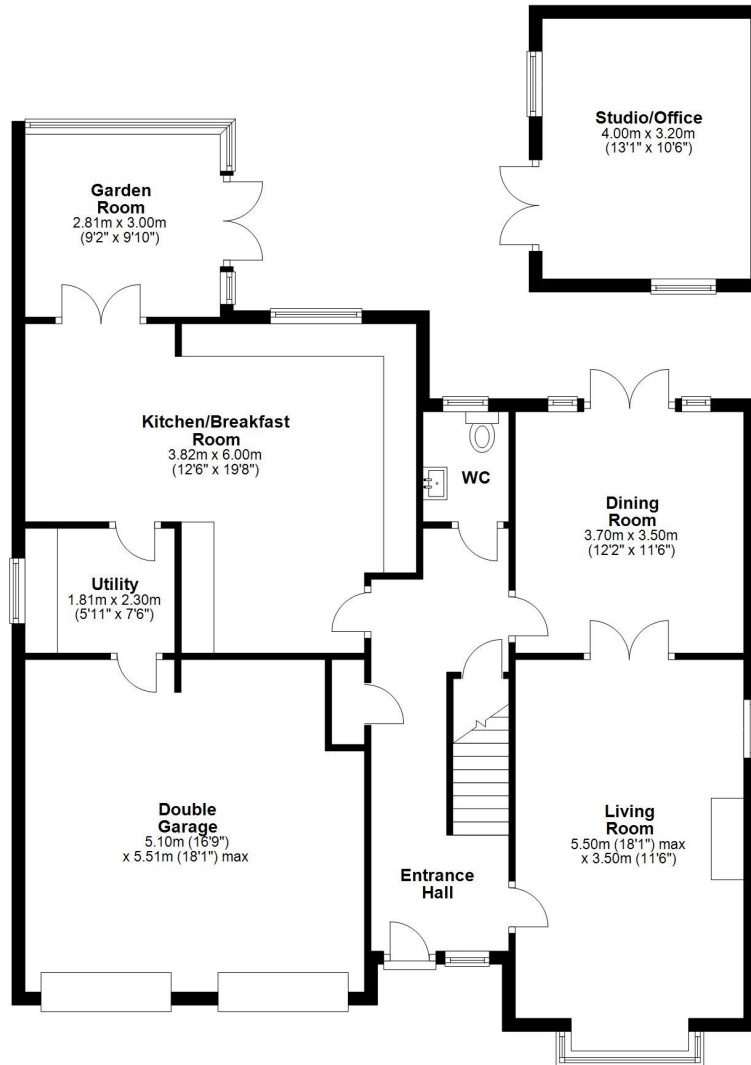 Studio/Office
4.00m x 3.20m
(13'1" x 10'6")
Garden
Room
2.81m x 3.00m
(9'2" x 9'10")
Kitchen/Breakfast
Room
3.82m x 6.00m
(12'6" x 19'8")
WC
Dining
Room
3.70m x 3.50m
(12'2" x 11'6")
Utility
1.81m x 2.30m
(5'11" x 7'6")
Double
Garage
5.10m (16'9")
x 5.51m (18'1") max
Living
Room
5.50m (18'1") max
x 3.50m (11'6")
Entrance
Hall